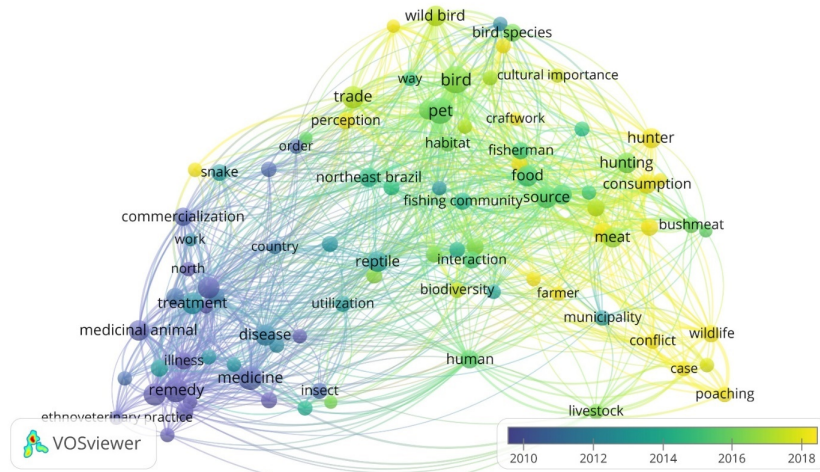 wild bird
bird species
way
bird
cultural importance
trade
pet
perception
craftwork
order
habitat
fisherman
hunter
hunting
snake
northeast brazil
food
consumption
fishing community
source
commercialization
bushmeat
work
country
meat
north
reptile
interaction
treatment
utilization
biodiversity
farmer
municipality
medicinal animal
disease
wildlife
conflict
illness
human
case
medicine
remedy
insect
poaching
ethnoveterinary practice
livestock
VOSviewer
2010 2012 2014 2016 2018